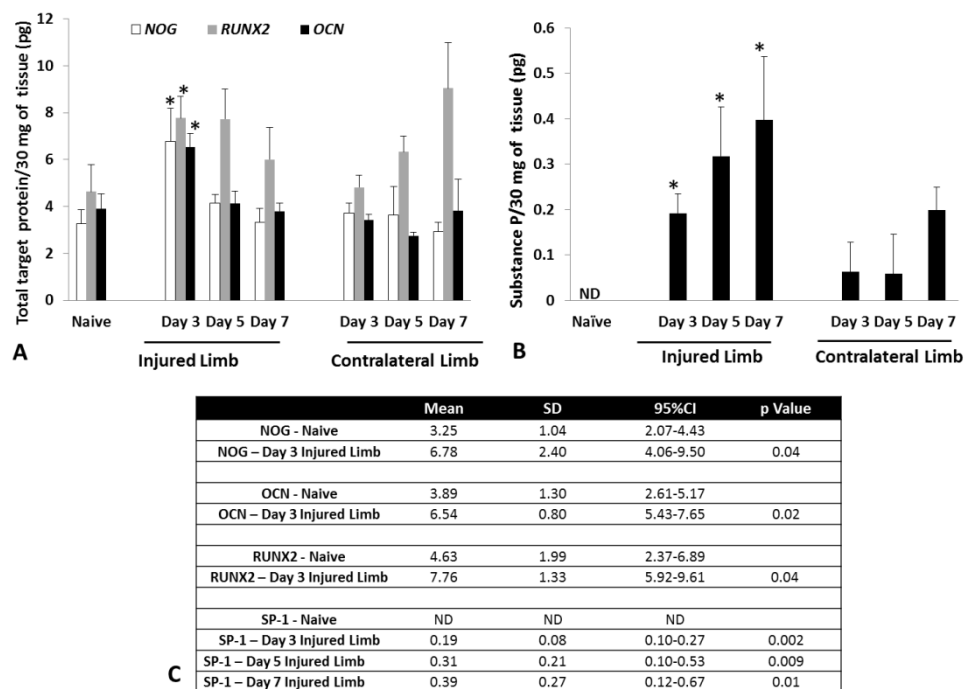 Total target protein/30 mg of tissue (pg)
12
10
8
6
4
2
0
NOG RUNX2 OCN
* * *
Naive Day 3 Day 5 Day 7 Day 3 Day 5 Day 7
Injured Limb Contralateral Limb
A
Substance P/30 mg of tissue (pg)
0.6
0.5
0.4
0.3
0.2
0.1
0
* * *
ND
Naïve Day 3 Day 5 Day 7 Day 3 Day 5 Day 7
Injured Limb Contralateral Limb
B
Mean SD 95%CI p Value
NOG - Naive 3.25 1.04 2.07-4.43
NOG – Day 3 Injured Limb 6.78 2.40 4.06-9.50 0.04
OCN - Naive 3.89 1.30 2.61-5.17
OCN – Day 3 Injured Limb 6.54 0.80 5.43-7.65 0.02
RUNX2 - Naive 4.63 1.99 2.37-6.89
RUNX2 – Day 3 Injured Limb 7.76 1.33 5.92-9.61 0.04
SP-1 - Naive ND ND ND
SP-1 – Day 3 Injured Limb 0.19 0.08 0.10-0.27 0.002
SP-1 – Day 5 Injured Limb 0.31 0.21 0.10-0.53 0.009
SP-1 – Day 7 Injured Limb 0.39 0.27 0.12-0.67 0.01
C